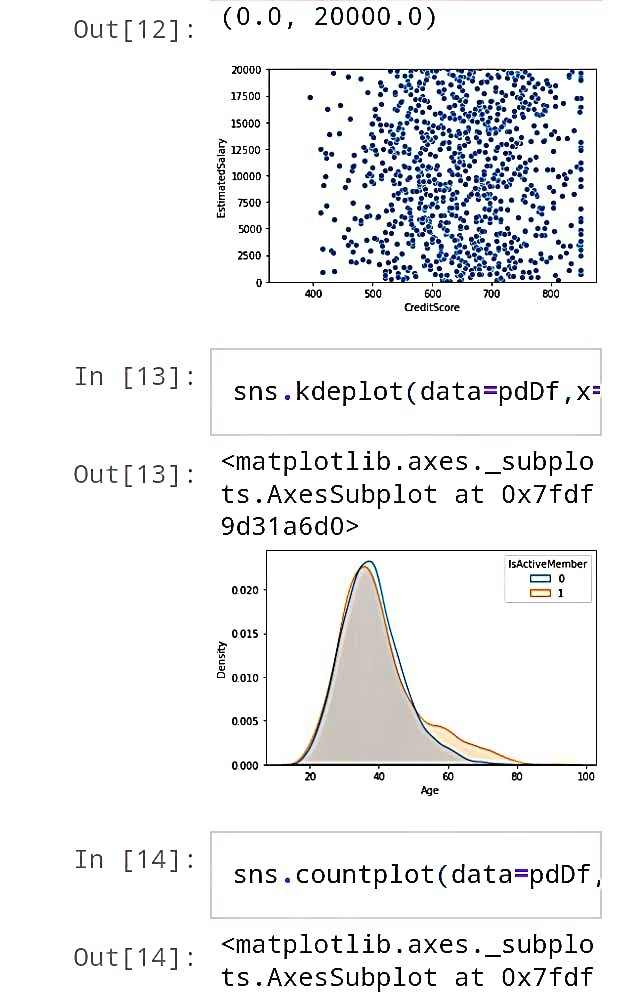 (0.0, 20000.0)
Out[12]:
20000
17500
15000
12500
10000
7500
5000
2500
0
EstimatedSalary
400 500 600 700 800
CreditScore
In [13]:
sns.kdeplot(data=pdDf,x=
Out[13]:
<matplotlib.axes._subplo
ts.AxesSubplot at 0x7fdf
9d31a6d0>
IsActiveMember
0
1
0.020
0.015
0.010
0.005
0.000
Density
20 40 60 80 100
Age
In [14]:
sns.countplot(data=pdDf,
Out[14]:
<matplotlib.axes._subplo
ts.AxesSubplot at 0x7fdf